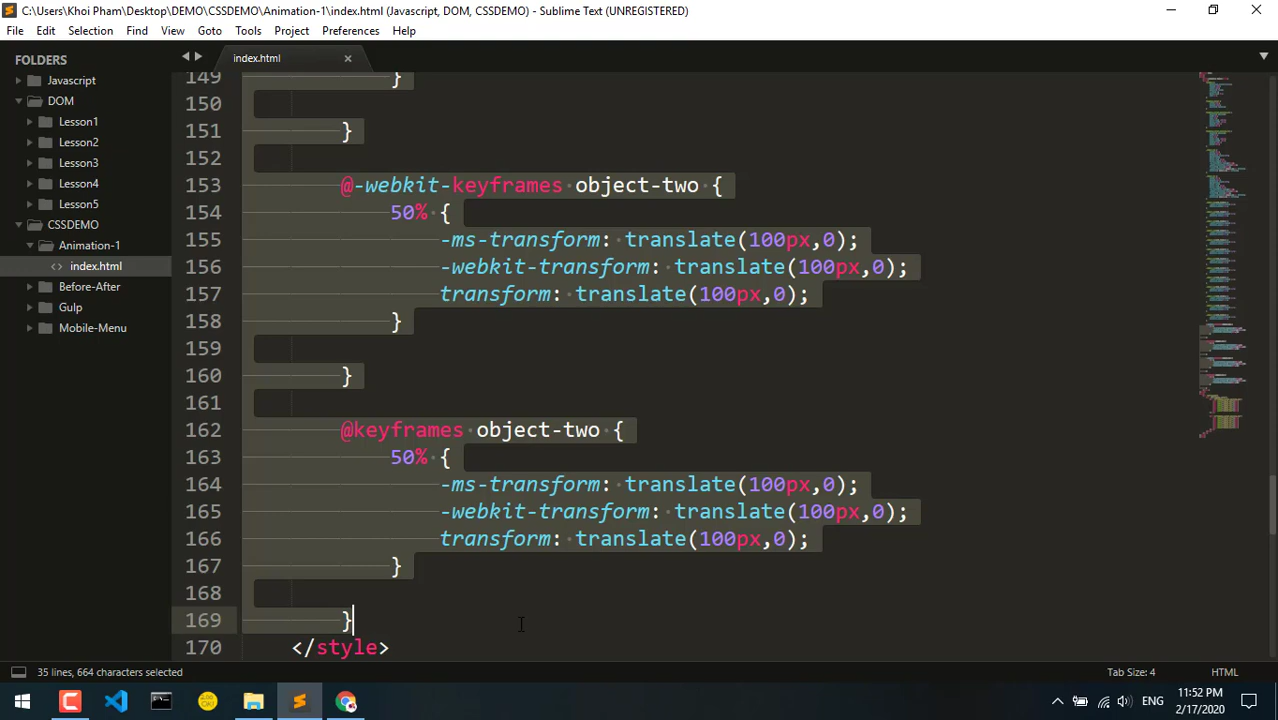 C:\Users\Khoi Pham\Desktop\DEMO\CSSDEMO\Animation-1\index.html (Javascript, DOM, CSSDEMO) - Sublime Text (UNREGISTERED)
File Edit Selection Find View Goto Tools Project Preferences Help
FOLDERS
Javascript
DOM
Lesson1
Lesson2
Lesson3
Lesson4
Lesson5
CSSDEMO
Animation-1
<> index.html
Before-After
Gulp
Mobile-Menu
index.html
149 }
150
151 }
152
153 @-webkit-keyframes object-two {
154 50% {
155 -ms-transform: translate(100px,0);
156 -webkit-transform: translate(100px,0);
157 transform: translate(100px,0);
158 }
159
160 }
161
162 @keyframes object-two {
163 50% {
164 -ms-transform: translate(100px,0);
165 -webkit-transform: translate(100px,0);
166 transform: translate(100px,0);
167 }
168
169 }
170 </style>
35 lines, 664 characters selected
Tab Size: 4 HTML
ENG
11:52 PM
2/17/2020